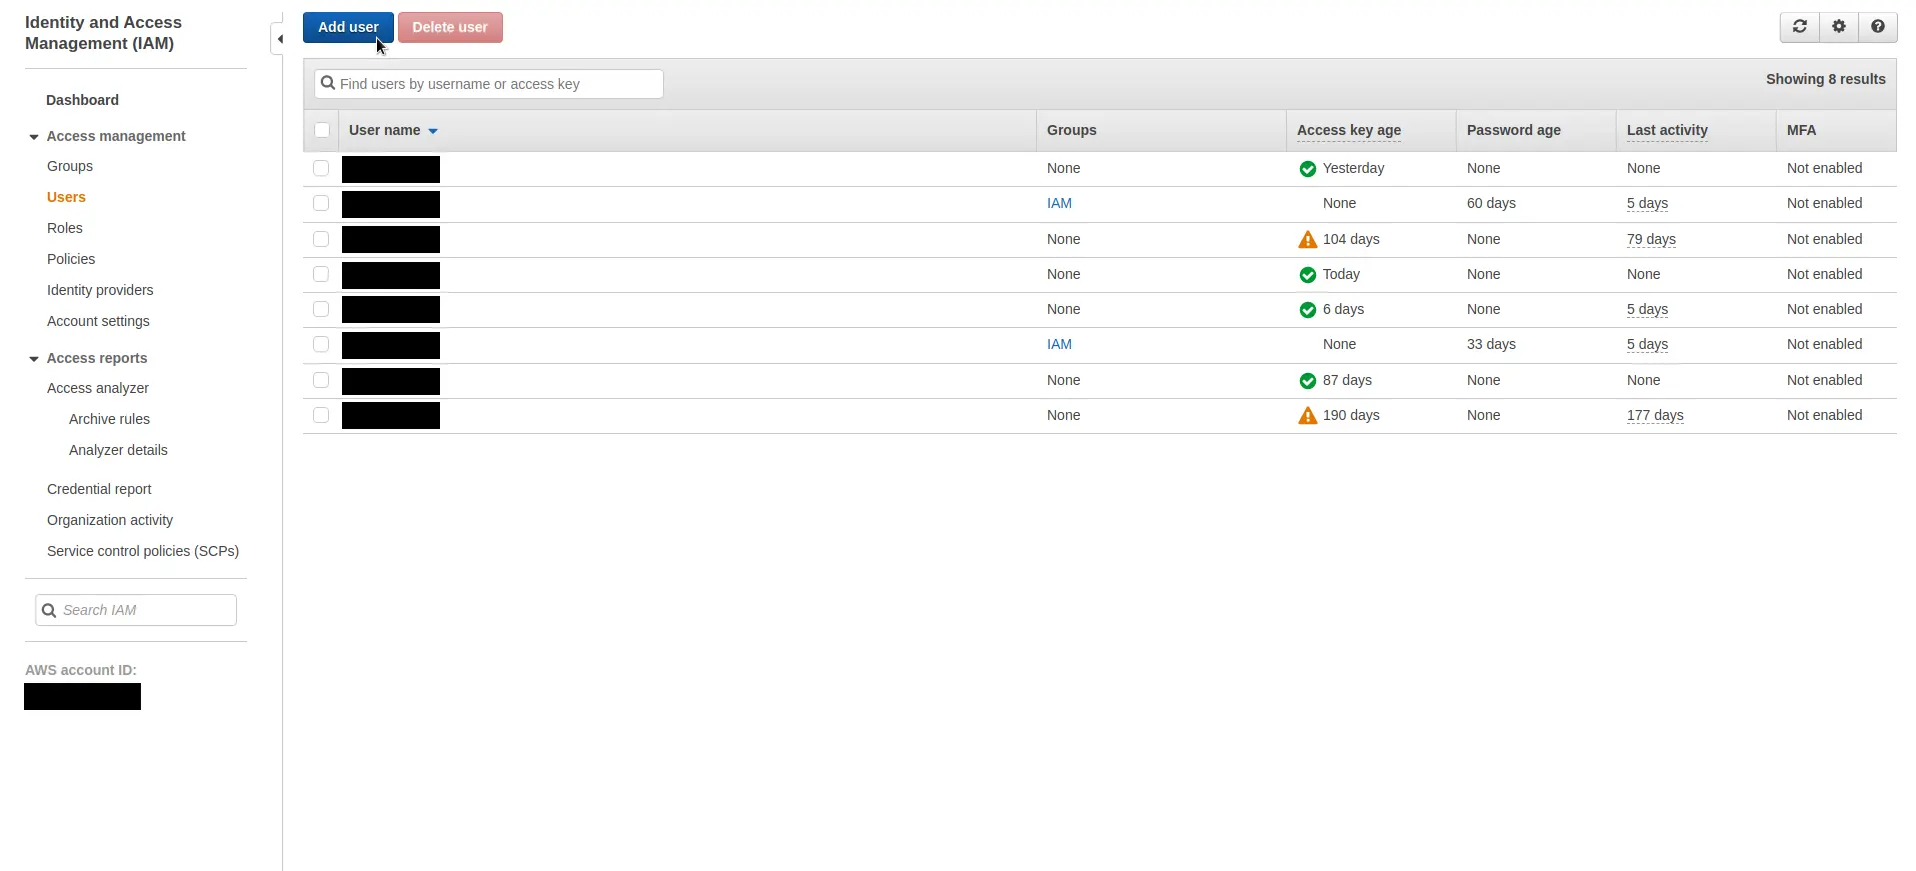 Identity and Access
Management (IAM)
Dashboard
Access management
Groups
Users
Roles
Policies
Identity providers
Account settings
Access reports
Access analyzer
Archive rules
Analyzer details
Credential report
Organization activity
Service control policies (SCPs)
Search IAM
AWS account ID:
Add user Delete user
Find users by username or access key Showing 8 results
User name Groups Access key age Password age Last activity MFA
None Yesterday None None Not enabled
IAM None 60 days 5 days Not enabled
None 104 days None 79 days Not enabled
None Today None None Not enabled
None 6 days None 5 days Not enabled
IAM None 33 days 5 days Not enabled
None 87 days None None Not enabled
None 190 days None 177 days Not enabled